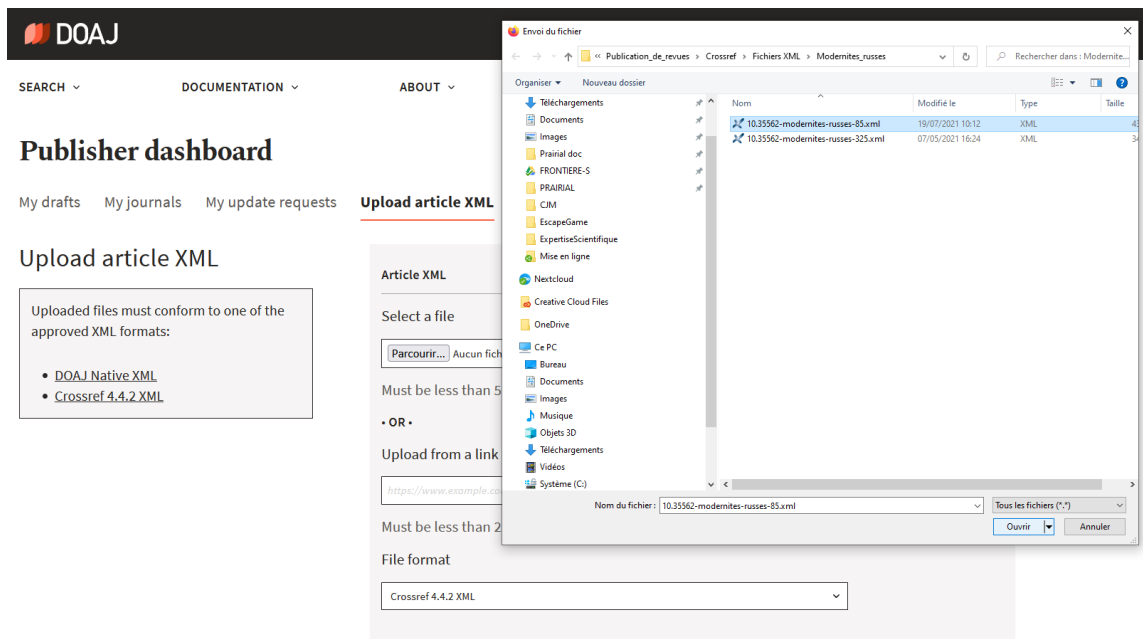 DOAJ
SEARCH
DOCUMENTATION
ABOUT
Publisher dashboard
My drafts
My journals
My update requests
Upload article XML
Upload article XML
Uploaded files must conform to one of the
approved XML formats:
• DOAJ Native XML
• Crossref 4.4.2 XML
Article XML
Select a file
Parcourir... Aucun fich
Must be less than 5
• OR •
Upload from a link
https://www.example.co
Must be less than 2
File format
Crossref 4.4.2 XML
Envoi du fichier
« Publication_de_revues › Crossref › Fichiers XML › Modernites_russes
Rechercher dans : Modernite...
Organiser
Nouveau dossier
Téléchargements
Documents
Images
Prairial doc
FRONTIERE-S
PRAIRIAL
CJM
EscapeGame
ExpertiseScientifique
Mise en ligne
Nextcloud
Creative Cloud Files
OneDrive
Ce PC
Bureau
Documents
Images
Musique
Objets 3D
Téléchargements
Vidéos
Système (C:)
Nom Modifié le Type Taille
10.35562-modernites-russes-85.xml 19/07/2021 10:12 XML 43
10.35562-modernites-russes-325.xml 07/05/2021 16:24 XML 34
Nom du fichier : 10.35562-modernites-russes-85.xml
Tous les fichiers (*.*)
Ouvrir
Annuler